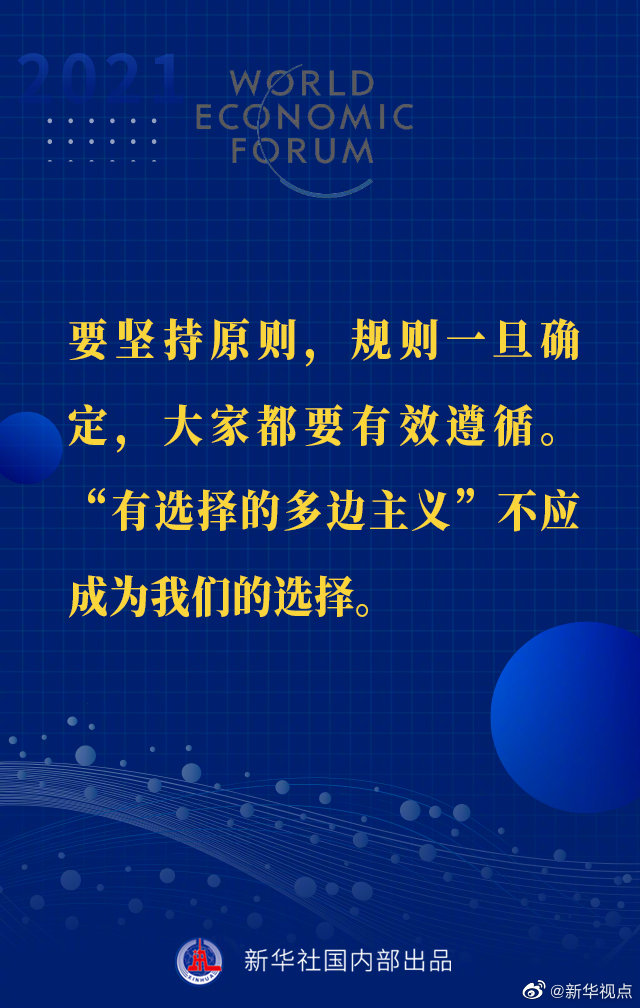 2021
WORLD
ECONOMIC
FORUM
要坚持原则，规则一旦确
定，大家都要有效遵循。
“有选择的多边主义”不应
成为我们的选择。
XINHUA
新华社国内部出品
@新华视点